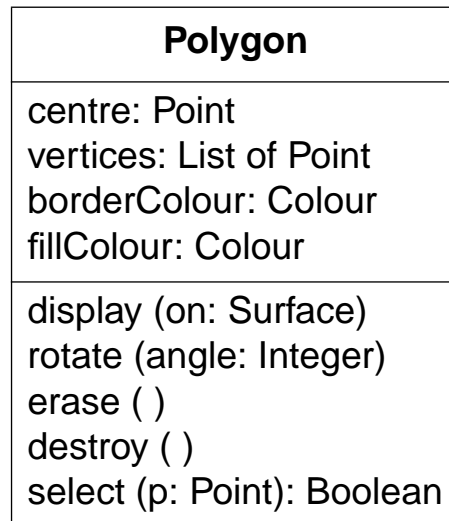 Polygon
centre: Point
vertices: List of Point
borderColour: Colour
fillColour: Colour
display (on: Surface)
rotate (angle: Integer)
erase ( )
destroy ( )
select (p: Point): Boolean